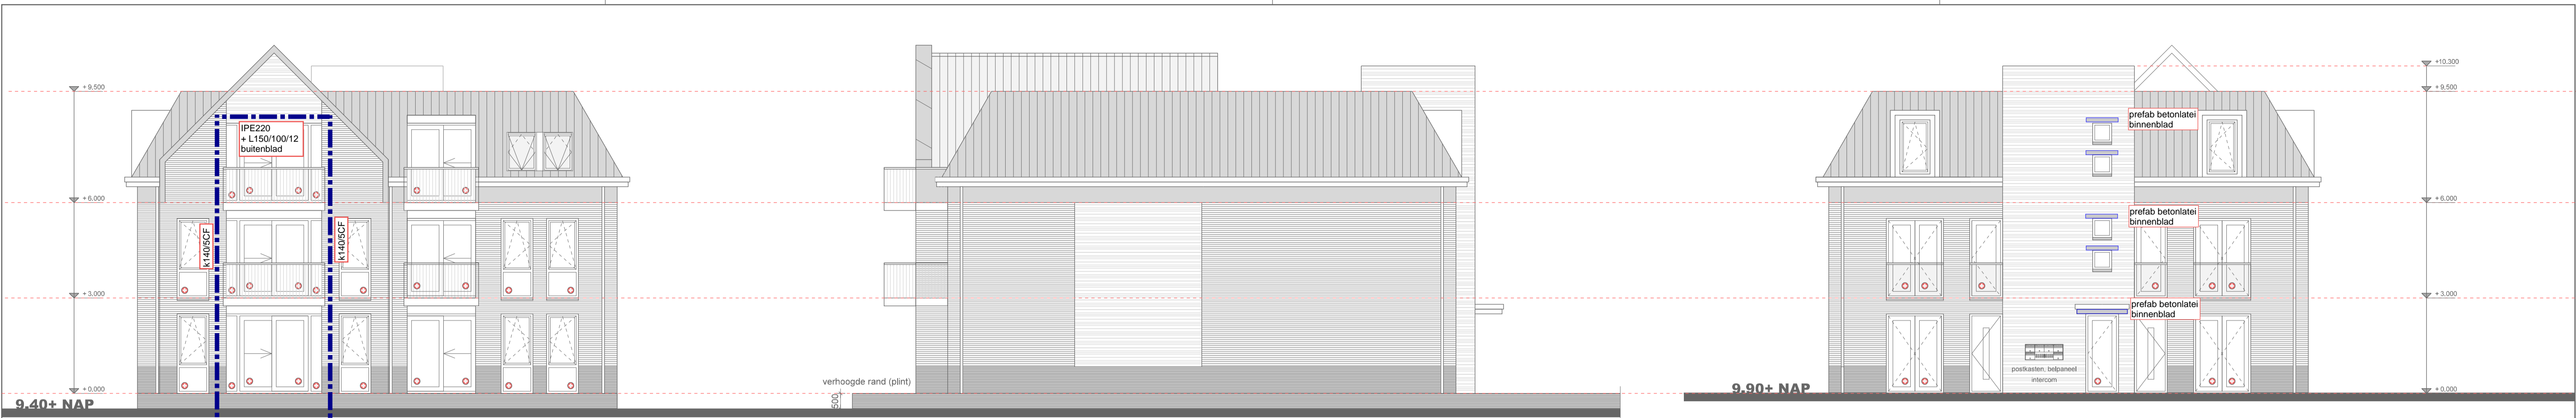 + 9.500
+ 6.000
+ 3.000
+ 0.000
9.40+ NAP
IPE220
+ L150/100/12
buitenblad
k140/5CF
k140/5CF
verhoogde rand (plint)
500
9.90+ NAP
prefab betonlatei
binnenblad
prefab betonlatei
binnenblad
prefab betonlatei
binnenblad
postkasten, belpaneel
intercom
+10.300
+ 9.500
+ 6.000
+ 3.000
+ 0.000